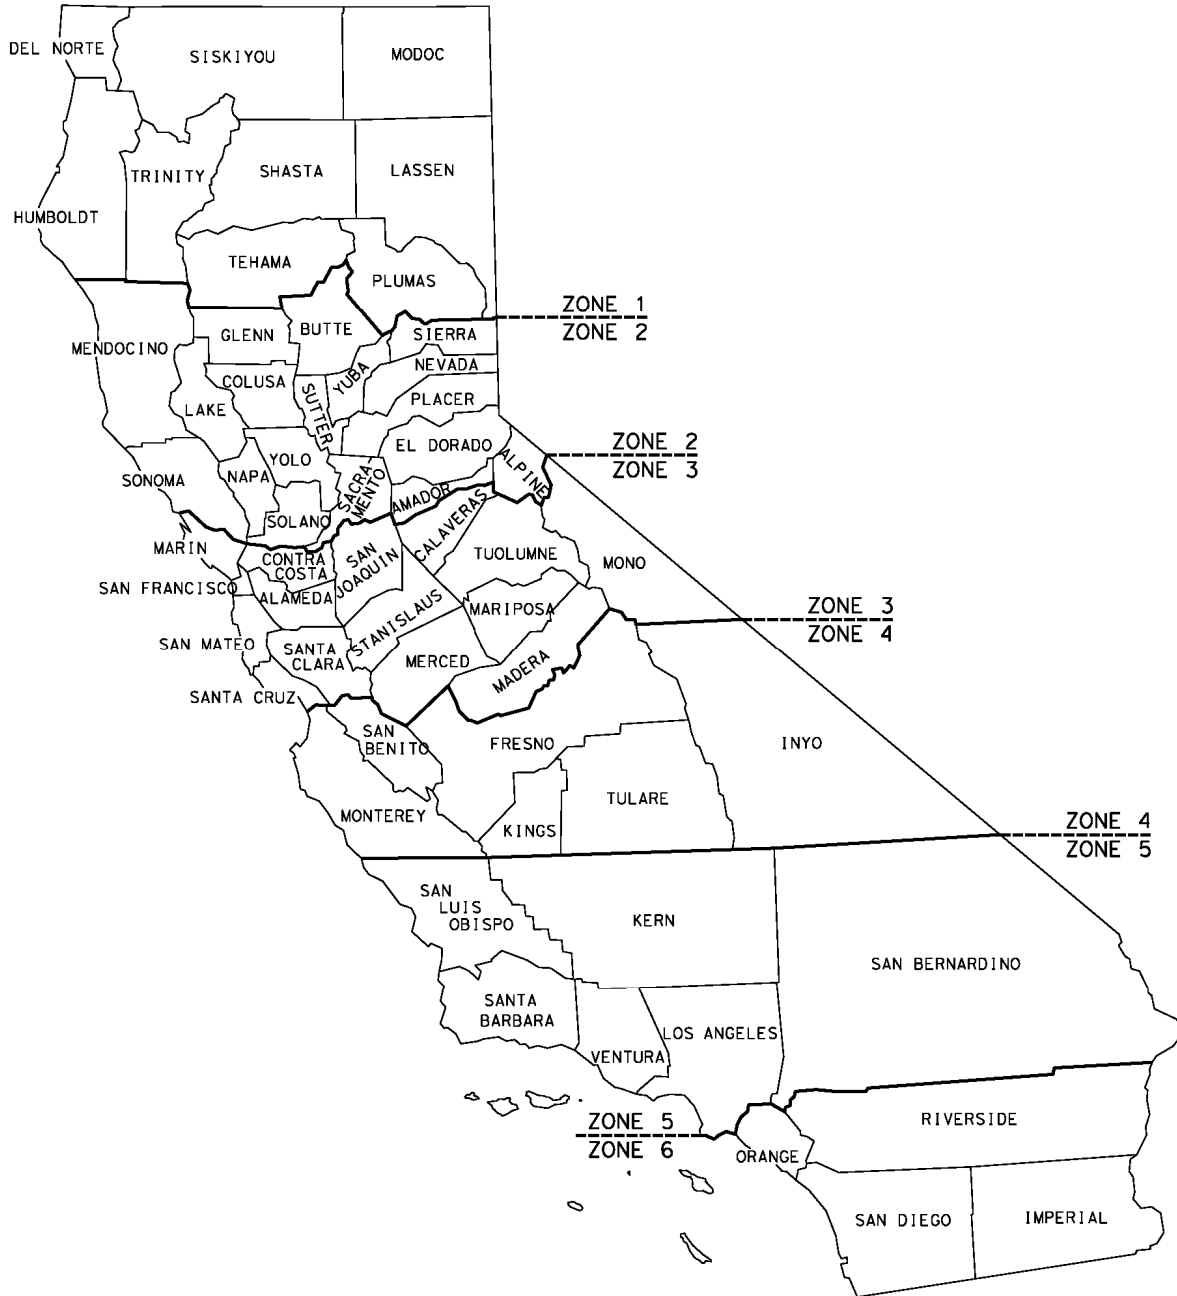 DEL NORTE
SISKIYOU
MODOC
TRINITY
SHASTA
LASSEN
HUMBOLDT
TEHAMA
PLUMAS
ZONE 1
ZONE 2
GLENN
BUTTE
SIERRA
MENDOCINO
NEVADA
COLUSA
YUBA
SUTTER
PLACER
LAKE
EL DORADO
ZONE 2
ZONE 3
YOLO
ALPINE
NAPA
SONOMA
SACRA-
MENTO
AMADOR
SOLANO
CALAVERAS
MARIN
CONTRA
COSTA
SAN
JOAQUIN
TUOLUMNE
MONO
SAN FRANCISCO
ALAMEDA
STANISLAUS
MARIPOSA
ZONE 3
ZONE 4
SAN MATEO
SANTA
CLARA
MERCED
MADERA
SANTA CRUZ
SAN
BENITO
FRESNO
INYO
TULARE
MONTEREY
KINGS
ZONE 4
ZONE 5
SAN
LUIS
OBISPO
KERN
SAN BERNARDINO
SANTA
BARBARA
LOS ANGELES
VENTURA
ZONE 5
ZONE 6
RIVERSIDE
ORANGE
SAN DIEGO
IMPERIAL